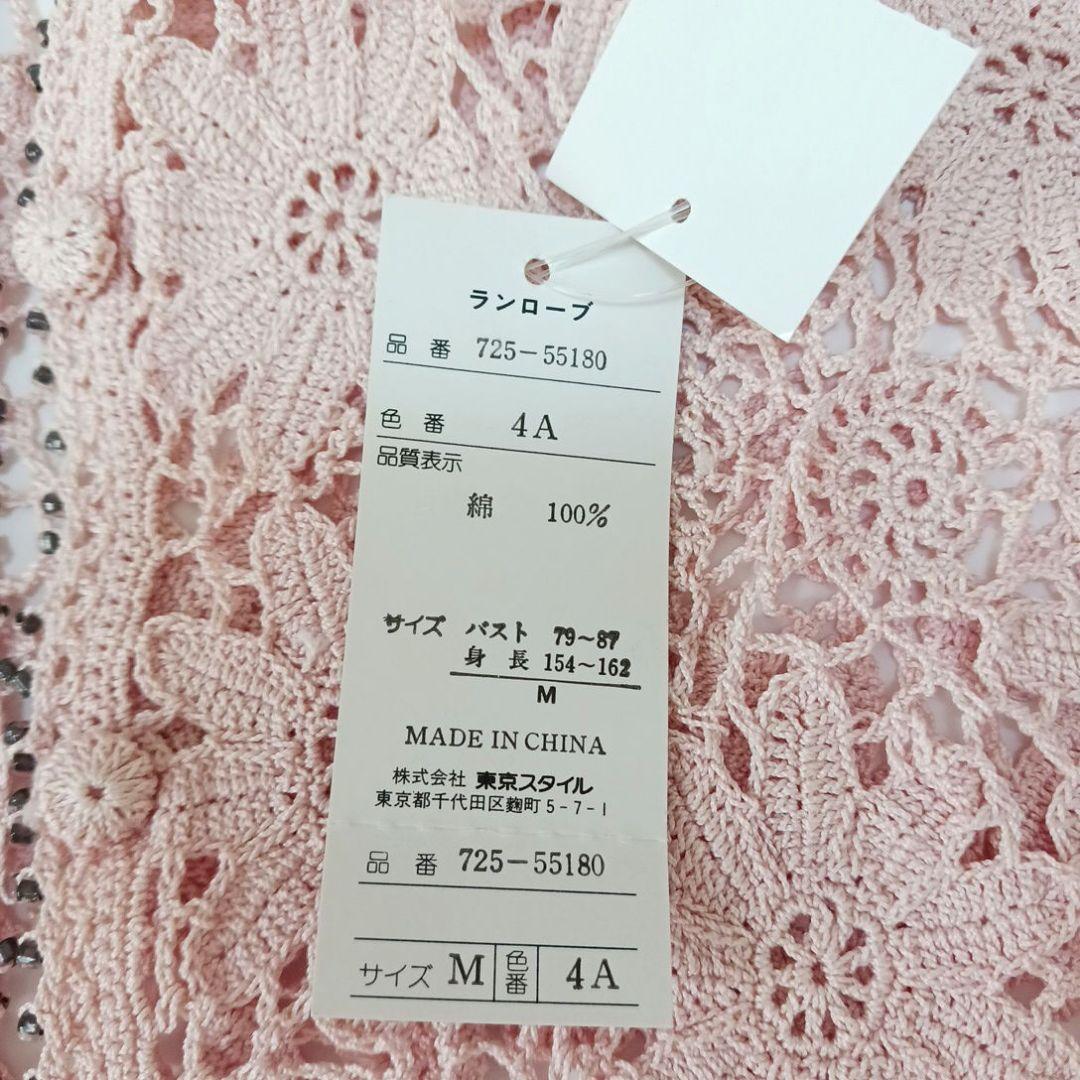 ランローブ
品番 725-55180
色番 4A
品質表示
綿 100%
サイズ バスト 79~87
身長 154~162
M
MADE IN CHINA
株式会社 東京スタイル
東京都千代田区麹町5-7-1
品番 725-55180
サイズ M 色番 4A